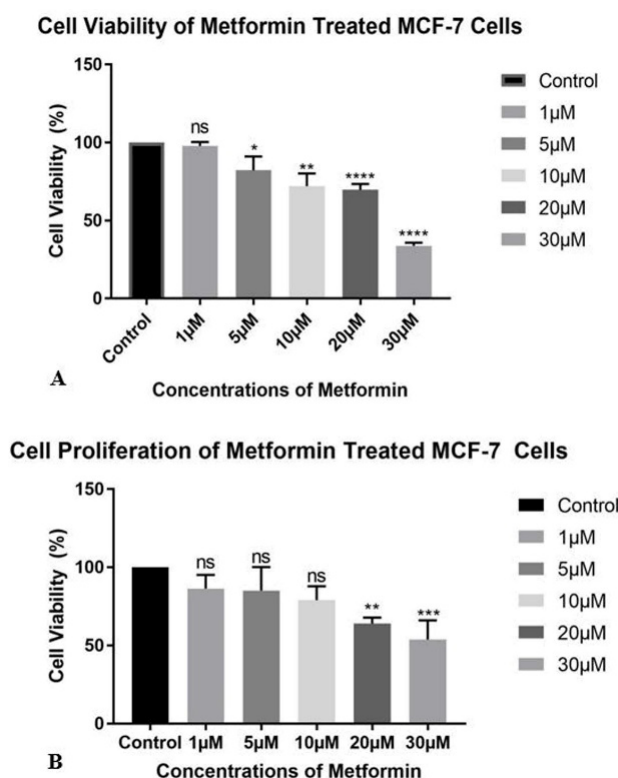 Cell Viability of Metformin Treated MCF-7 Cells
Cell Viability (%)
150
100
50
0
ns
*
**
****
****
Control
1µM
5µM
10µM
20µM
30µM
Control
1µM
5µM
10µM
20µM
30µM
A
Concentrations of Metformin
Cell Proliferation of Metformin Treated MCF-7 Cells
Cell Viability (%)
150
100
50
0
ns
ns
ns
**
***
Control
1µM
5µM
10µM
20µM
30µM
Control 1µM 5µM 10µM 20µM 30µM
B
Concentrations of Metformin